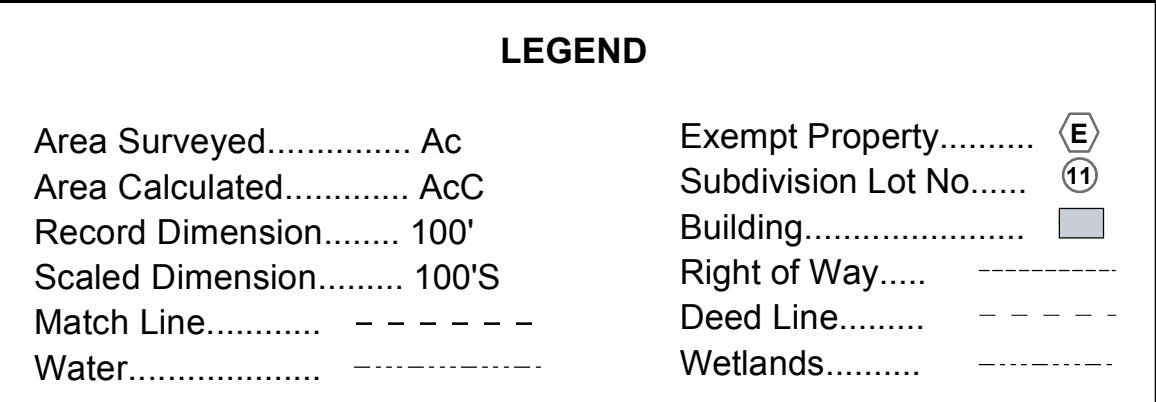 LEGEND
Area Surveyed............... Ac
Area Calculated............. AcC
Record Dimension........ 100'
Scaled Dimension......... 100'S
Match Line............
Water....................
Exempt Property.......... E
Subdivision Lot No...... 11
Building.......................
Right of Way.....
Deed Line.........
Wetlands..........